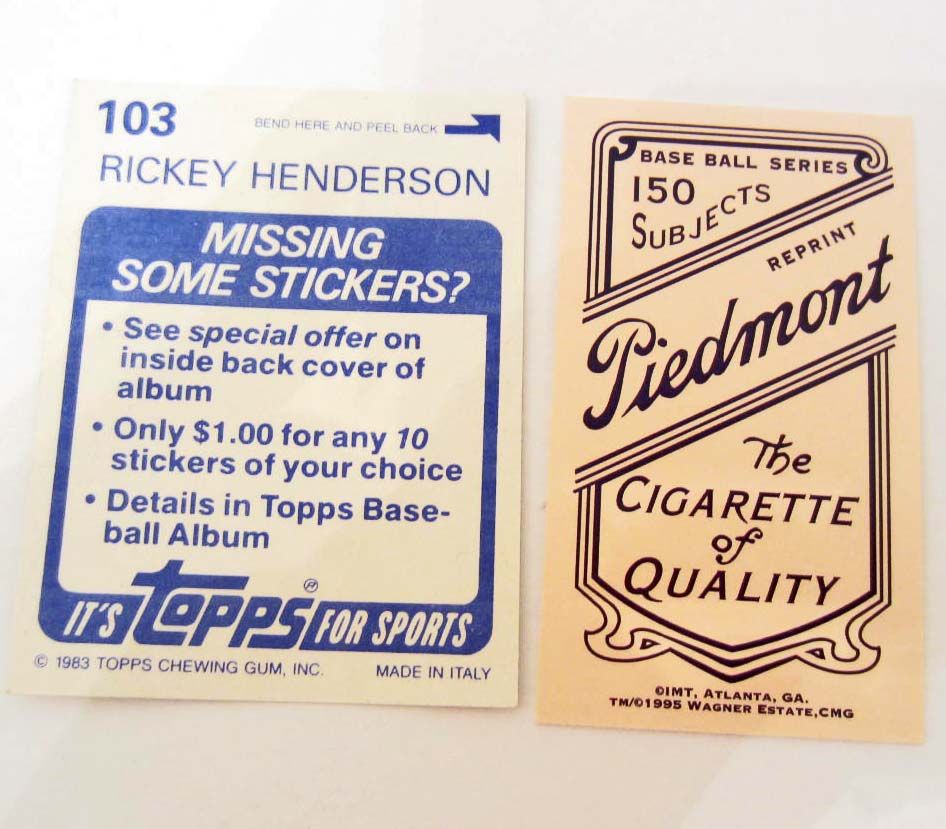 103
BEND HERE AND PEEL BACK
RICKEY HENDERSON
MISSING
SOME STICKERS?
• See special offer on
inside back cover of
album
• Only $1.00 for any 10
stickers of your choice
• Details in Topps Base-
ball Album
IT'S TOPPS® FOR SPORTS
© 1983 TOPPS CHEWING GUM, INC. MADE IN ITALY
BASE BALL SERIES
150
SUBJECTS
REPRINT
Piedmont
The
CIGARETTE
of
QUALITY
©IMT, ATLANTA, GA.
TM/©1995 WAGNER ESTATE,CMG